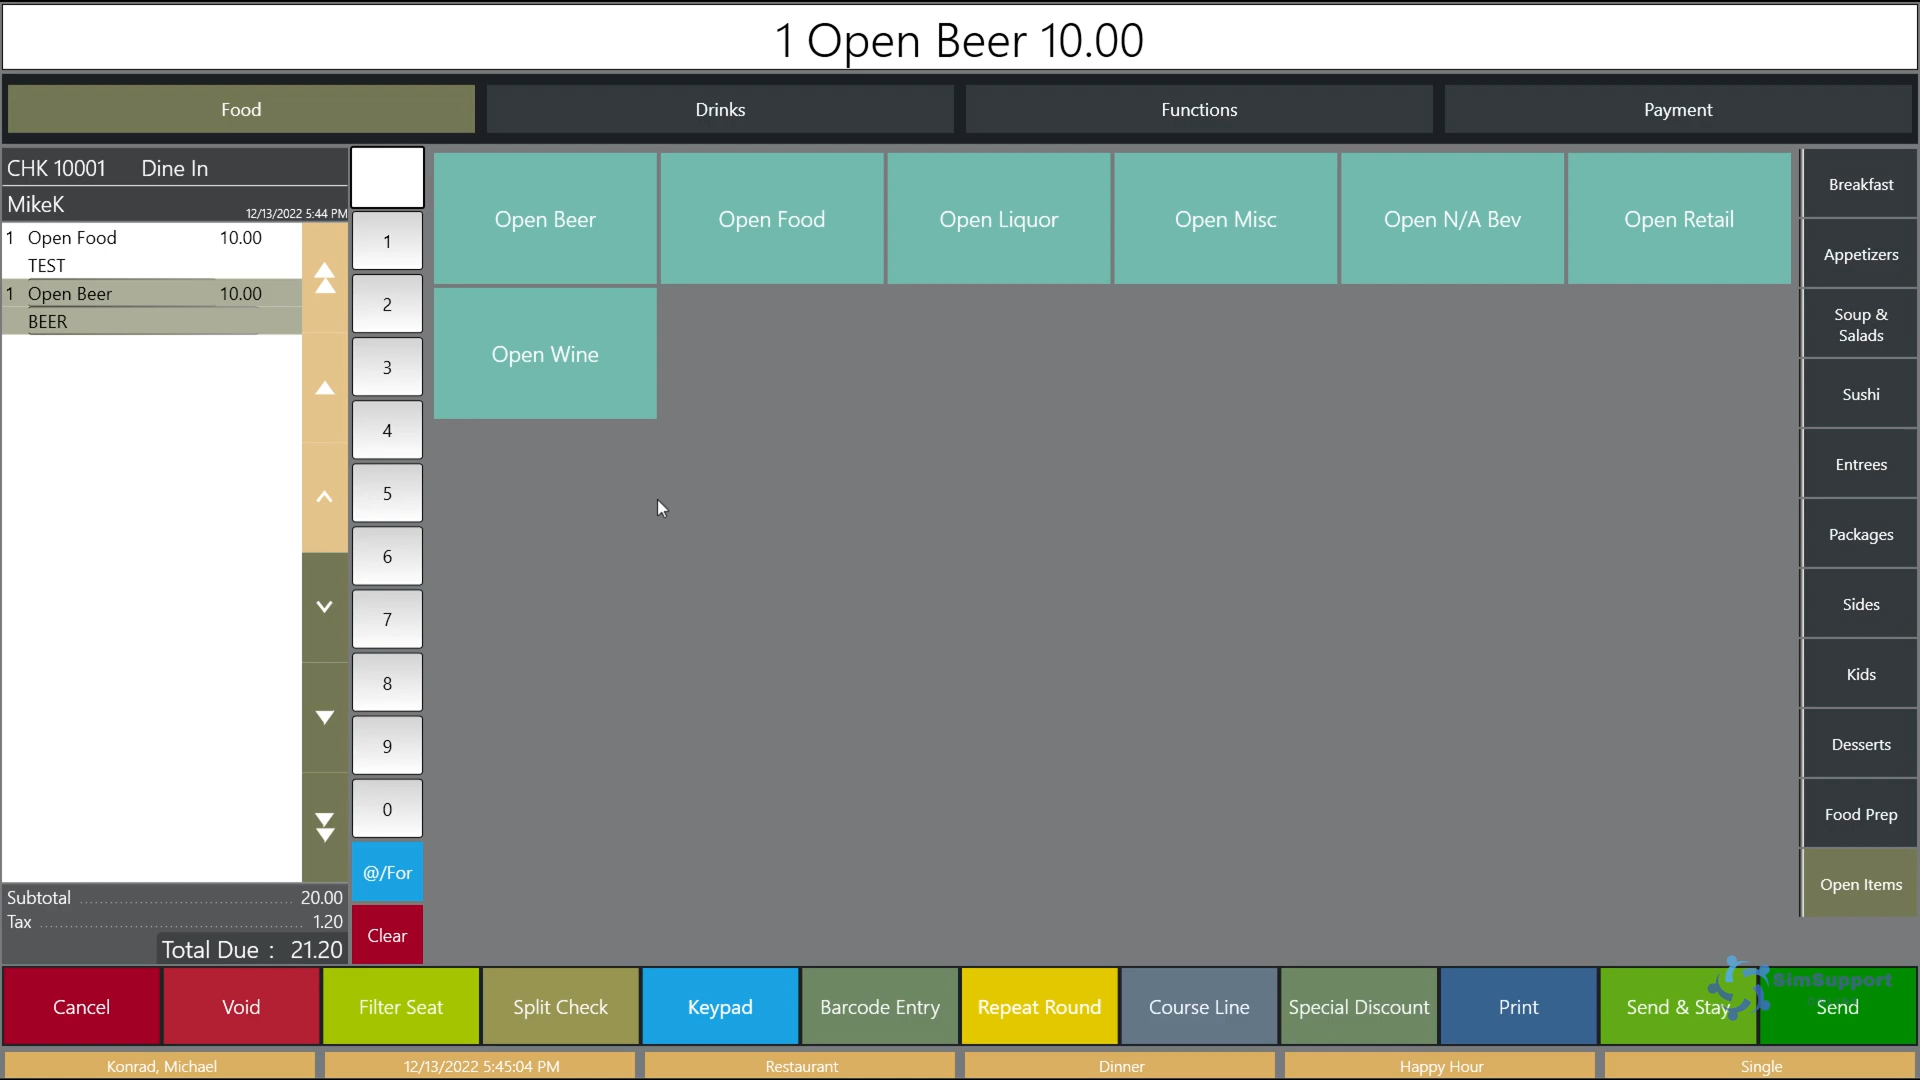 1 Open Beer 10.00
Food
Drinks
Functions
Payment
CHK 10001 Dine In
MikeK
12/13/2022 5:44 PM
1 Open Food 10.00
TEST
1 Open Beer 10.00
BEER
Subtotal 20.00
Tax 1.20
Total Due : 21.20
1
2
3
4
5
6
7
8
9
0
@/For
Clear
Open Beer
Open Food
Open Liquor
Open Misc
Open N/A Bev
Open Retail
Open Wine
Breakfast
Appetizers
Soup &
Salads
Sushi
Entrees
Packages
Sides
Kids
Desserts
Food Prep
Open Items
Cancel
Void
Filter Seat
Split Check
Keypad
Barcode Entry
Repeat Round
Course Line
Special Discount
Print
Send & Stay
Send
SimSupport
Konrad, Michael
12/13/2022 5:45:04 PM
Restaurant
Dinner
Happy Hour
Single